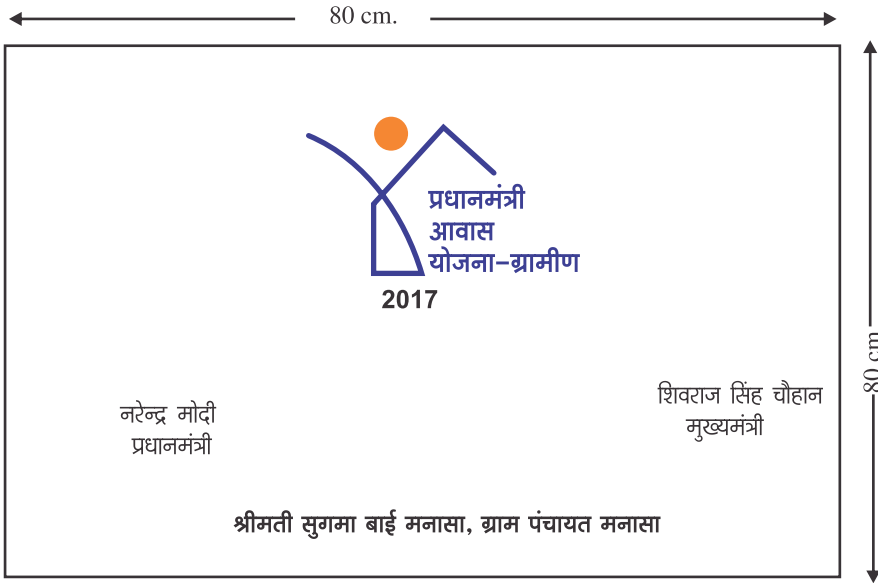 80 cm.
प्रधानमंत्री
आवास
योजना–ग्रामीण
2017
80 cm
नरेन्द्र मोदी
प्रधानमंत्री
शिवराज सिंह चौहान
मुख्यमंत्री
श्रीमती सुगमा बाई मनासा, ग्राम पंचायत मनासा